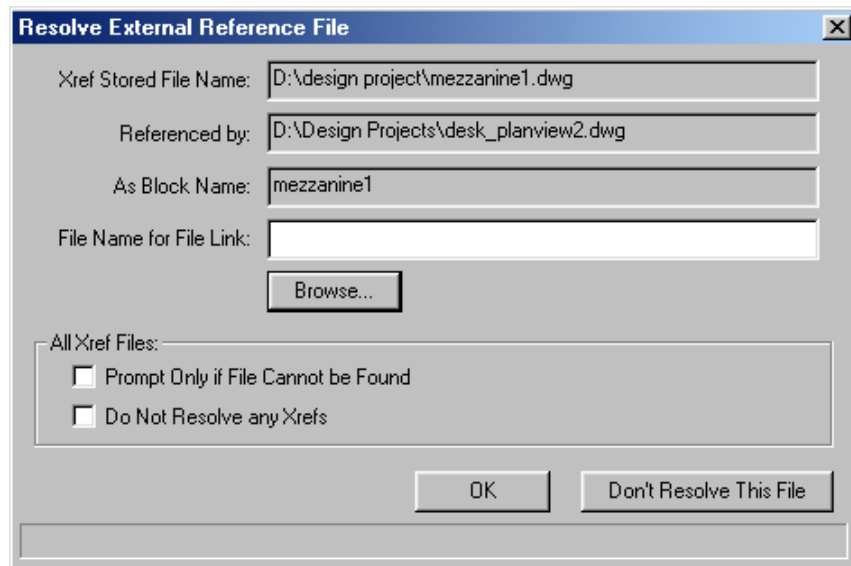 Resolve External Reference File
Xref Stored File Name: D:\design project\mezzanine1.dwg
Referenced by: D:\Design Projects\desk_planview2.dwg
As Block Name: mezzanine1
File Name for File Link:
Browse...
All Xref Files:
Prompt Only if File Cannot be Found
Do Not Resolve any Xrefs
OK Don't Resolve This File